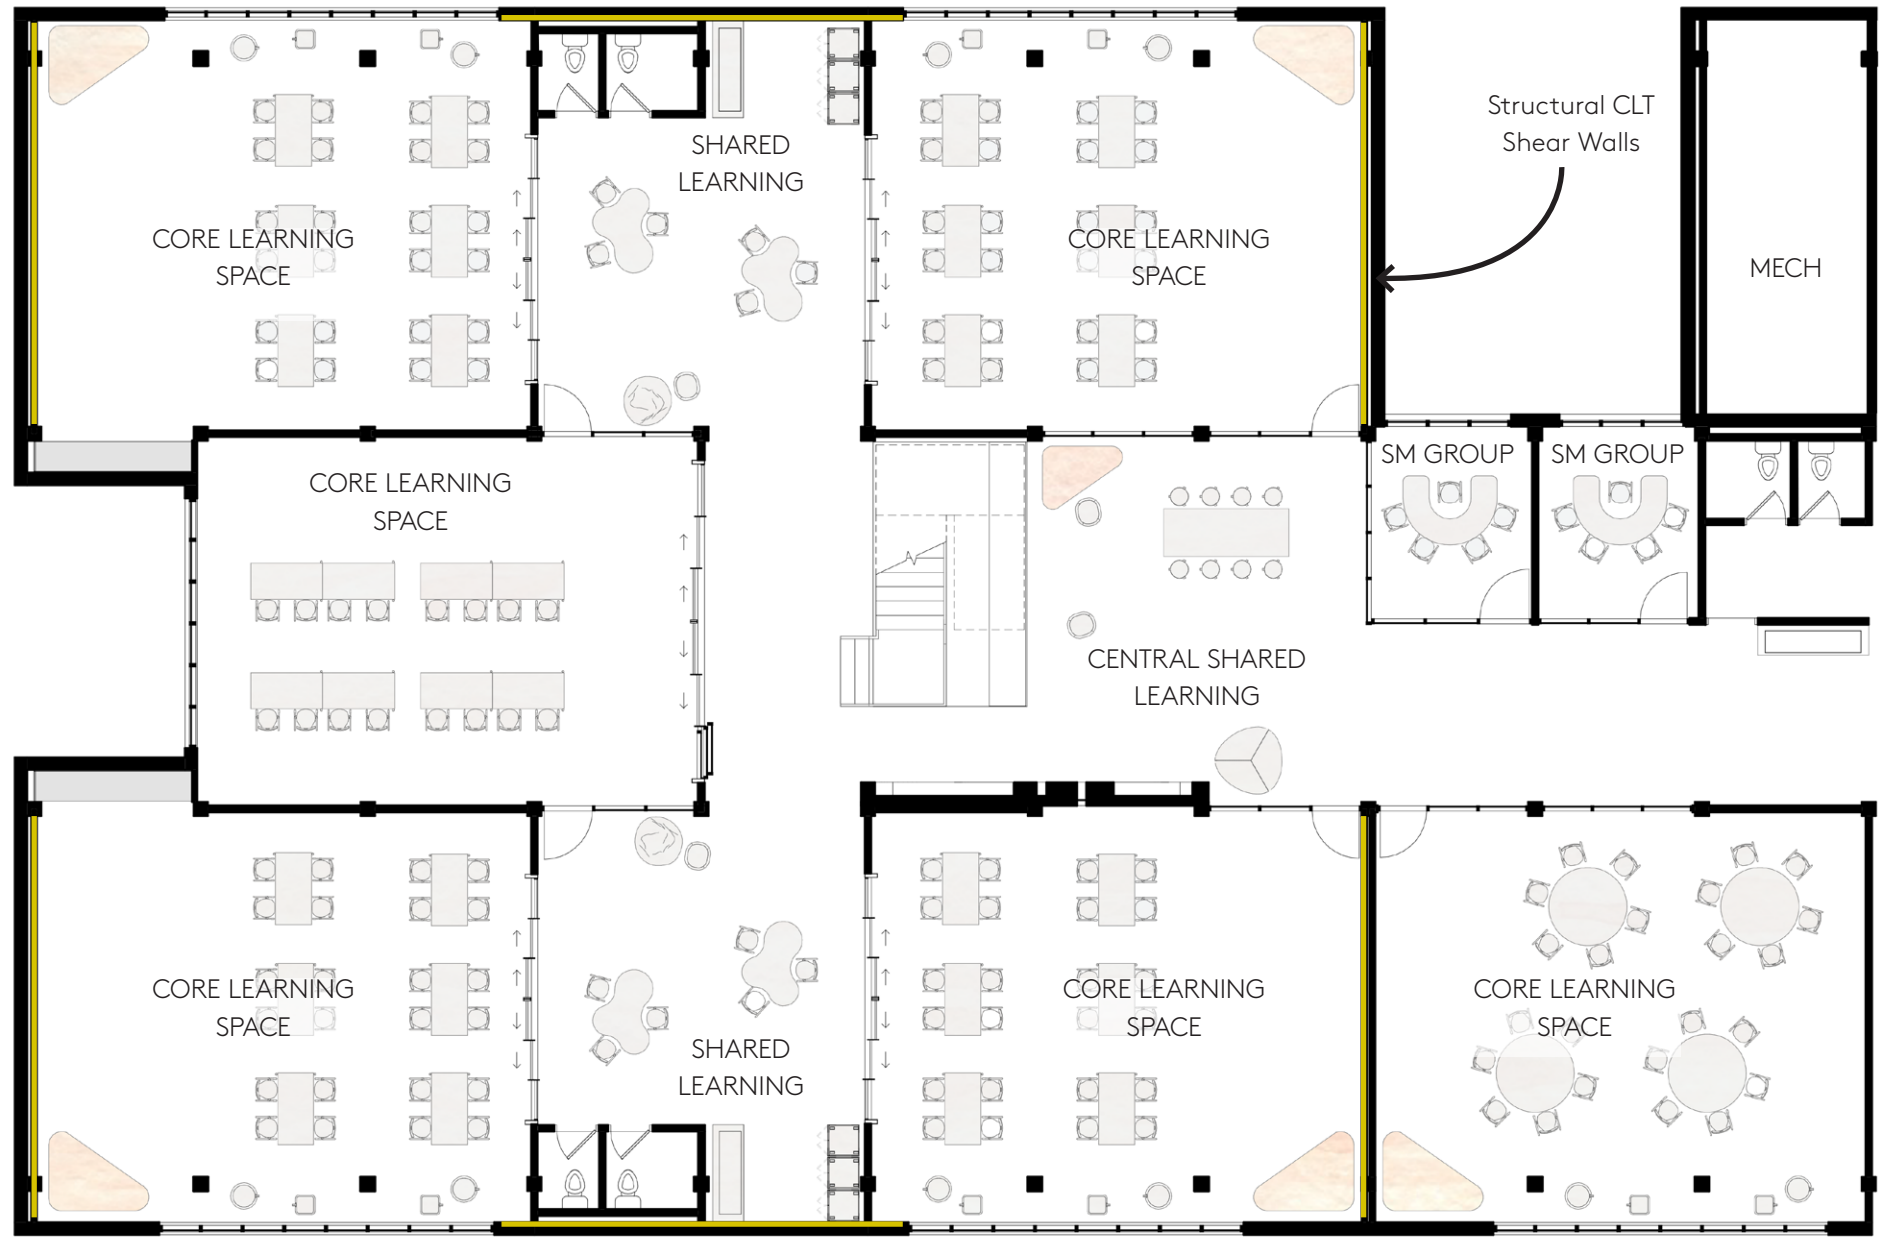 Structural CLT
Shear Walls
SHARED
LEARNING
CORE LEARNING
SPACE
CORE LEARNING
SPACE
MECH
CORE LEARNING
SPACE
SM GROUP
SM GROUP
CENTRAL SHARED
LEARNING
CORE LEARNING
SPACE
SHARED
LEARNING
CORE LEARNING
SPACE
CORE LEARNING
SPACE